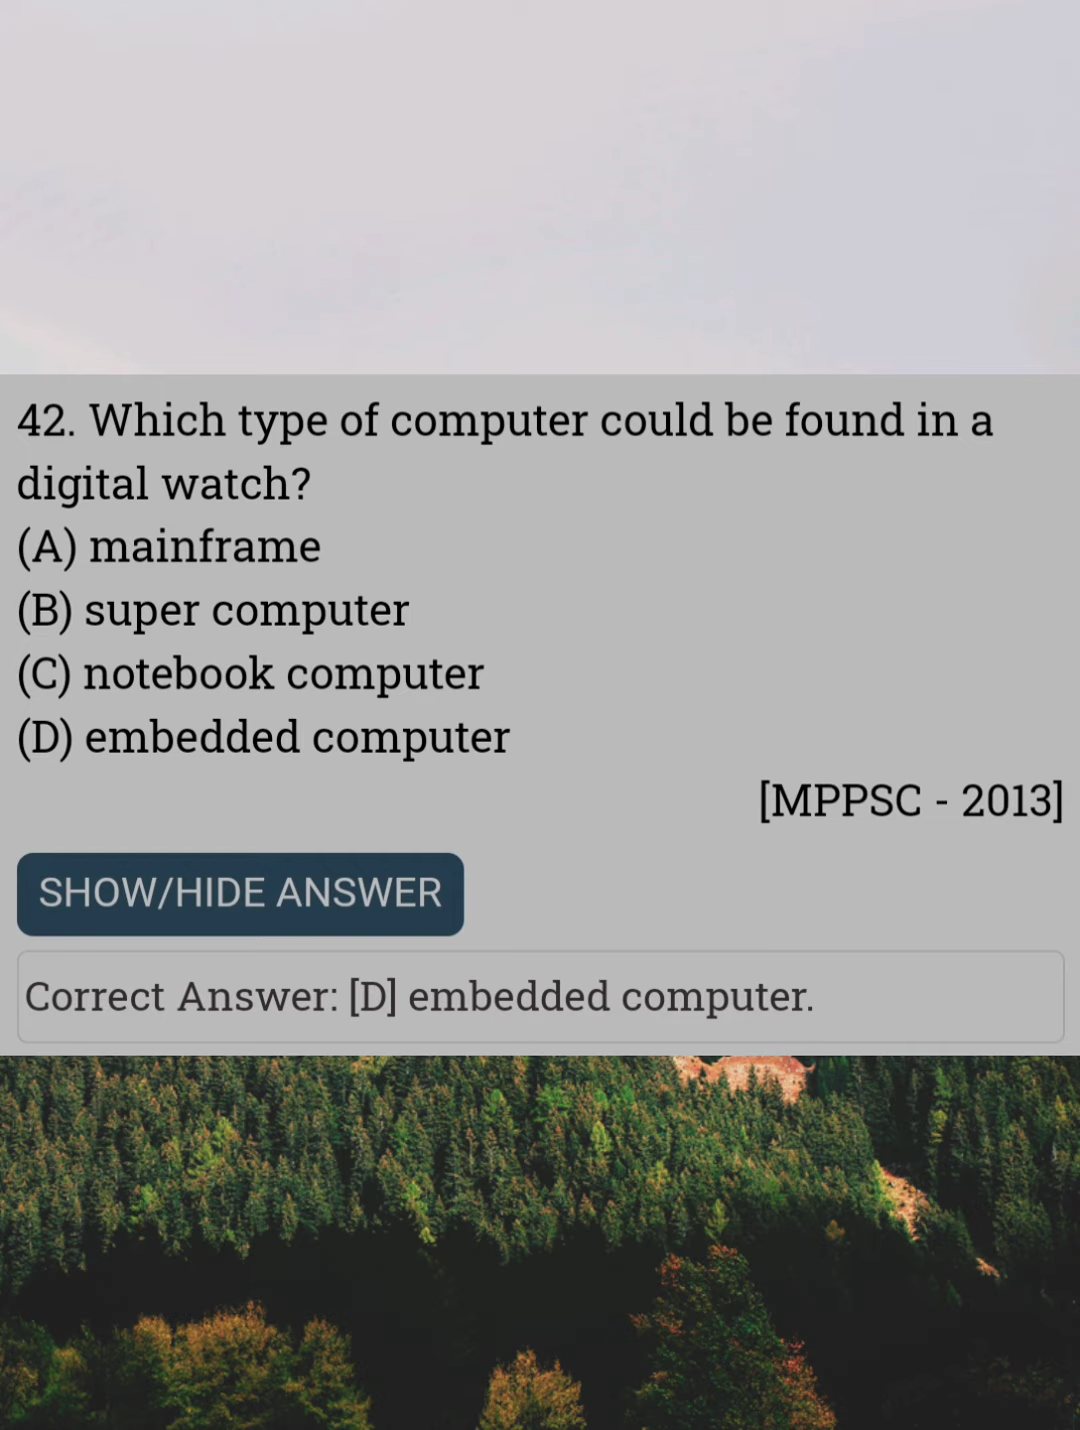 42. Which type of computer could be found in a
digital watch?
(A) mainframe
(B) super computer
(C) notebook computer
(D) embedded computer
[MPPSC - 2013]
SHOW/HIDE ANSWER
Correct Answer: [D] embedded computer.